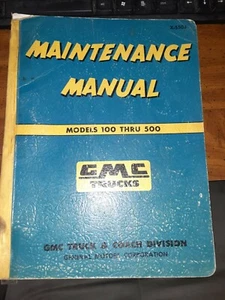 MAINTENANCE
MANUAL
MODELS 100 THRU 500
GMC
TRUCKS
GMC TRUCK & COACH DIVISION
GENERAL MOTORS CORPORATION